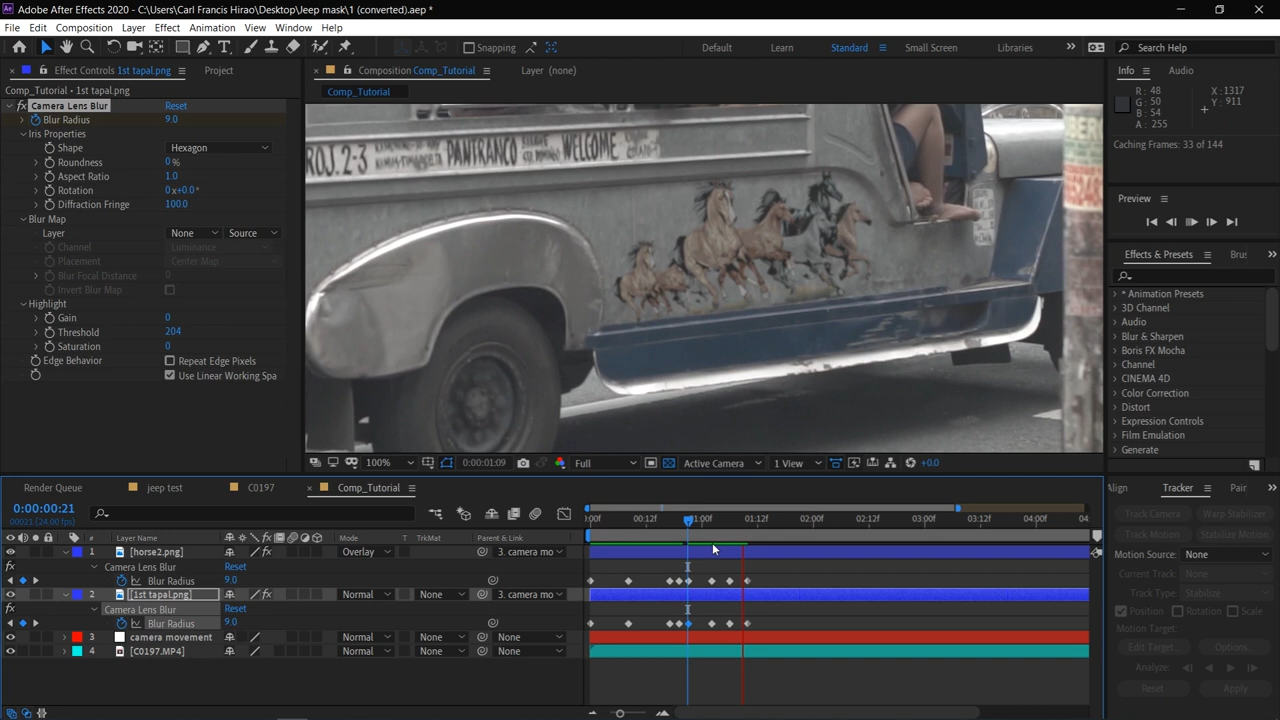 Adobe After Effects 2020 - C:\Users\Carl Francis Hirao\Desktop\Jeep mask\1 (converted).aep *
File Edit Composition Layer Effect Animation View Window Help
Snapping Default Learn Standard Small Screen Libraries Search Help
Effect Controls 1st tapal.png Project
Comp_Tutorial • 1st tapal.png
Camera Lens Blur Reset
Blur Radius 9.0
Iris Properties
Shape Hexagon
Roundness 0 %
Aspect Ratio 1.0
Rotation 0 x+0.0°
Diffraction Fringe 100.0
Blur Map
Layer None Source
Channel Luminance
Placement Center Map
Blur Focal Distance 0
Invert Blur Map
Highlight
Gain 0
Threshold 204
Saturation 0
Edge Behavior Repeat Edge Pixels
Use Linear Working Spa
Composition Comp_Tutorial Layer (none)
Comp_Tutorial
ROJ. 2-3 PANTRANCO WELCOME
100% 0:00:01:09 Full Active Camera 1 View +0.0
Info Audio
R: 48
G: 50
B: 54
A: 255
X: 1317
Y: 911
Caching Frames: 33 of 144
Preview
Effects & Presets Brus
* Animation Presets
3D Channel
Audio
Blur & Sharpen
Boris FX Mocha
Channel
CINEMA 4D
Color Correction
Distort
Expression Controls
Film Emulation
Generate
Render Queue jeep test C0197 Comp_Tutorial
0:00:00:21
00021 (24.00 fps)
# Layer Name Mode T TrkMat Parent & Link
:00f 00:12f 01:00f 01:12f 02:00f 02:12f 03:00f 03:12f 04:00f 04:
1 [horse2.png] Overlay 3. camera mo
Camera Lens Blur Reset
Blur Radius 9.0
2 [1st tapal.png] Normal None 3. camera mo
Camera Lens Blur Reset
Blur Radius 9.0
3 camera movement Normal None None
4 [C0197.MP4] Normal None None
Align Tracker Pair
Track Camera Warp Stabilizer
Track Motion Stabilize Motion
Motion Source: None
Current Track: None
Track Type: Stabilize
Position Rotation Scale
Motion Target:
Edit Target... Options...
Analyze:
Reset Apply